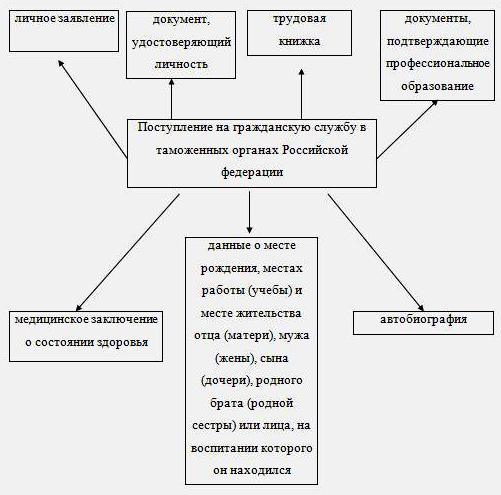 личное заявление
документ,
удостоверяющий
личность
трудовая
книжка
документы,
подтверждающие
профессиональное
образование
Поступление на гражданскую службу в
таможенных органах Российской
федерации
медицинское заключение
о состоянии здоровья
данные о месте
рождения, местах
работы (учебы) и
месте жительства
отца (матери), мужа
(жены), сына
(дочери), родного
брата (родной
сестры) или лица, на
воспитании которого
он находился
автобиография